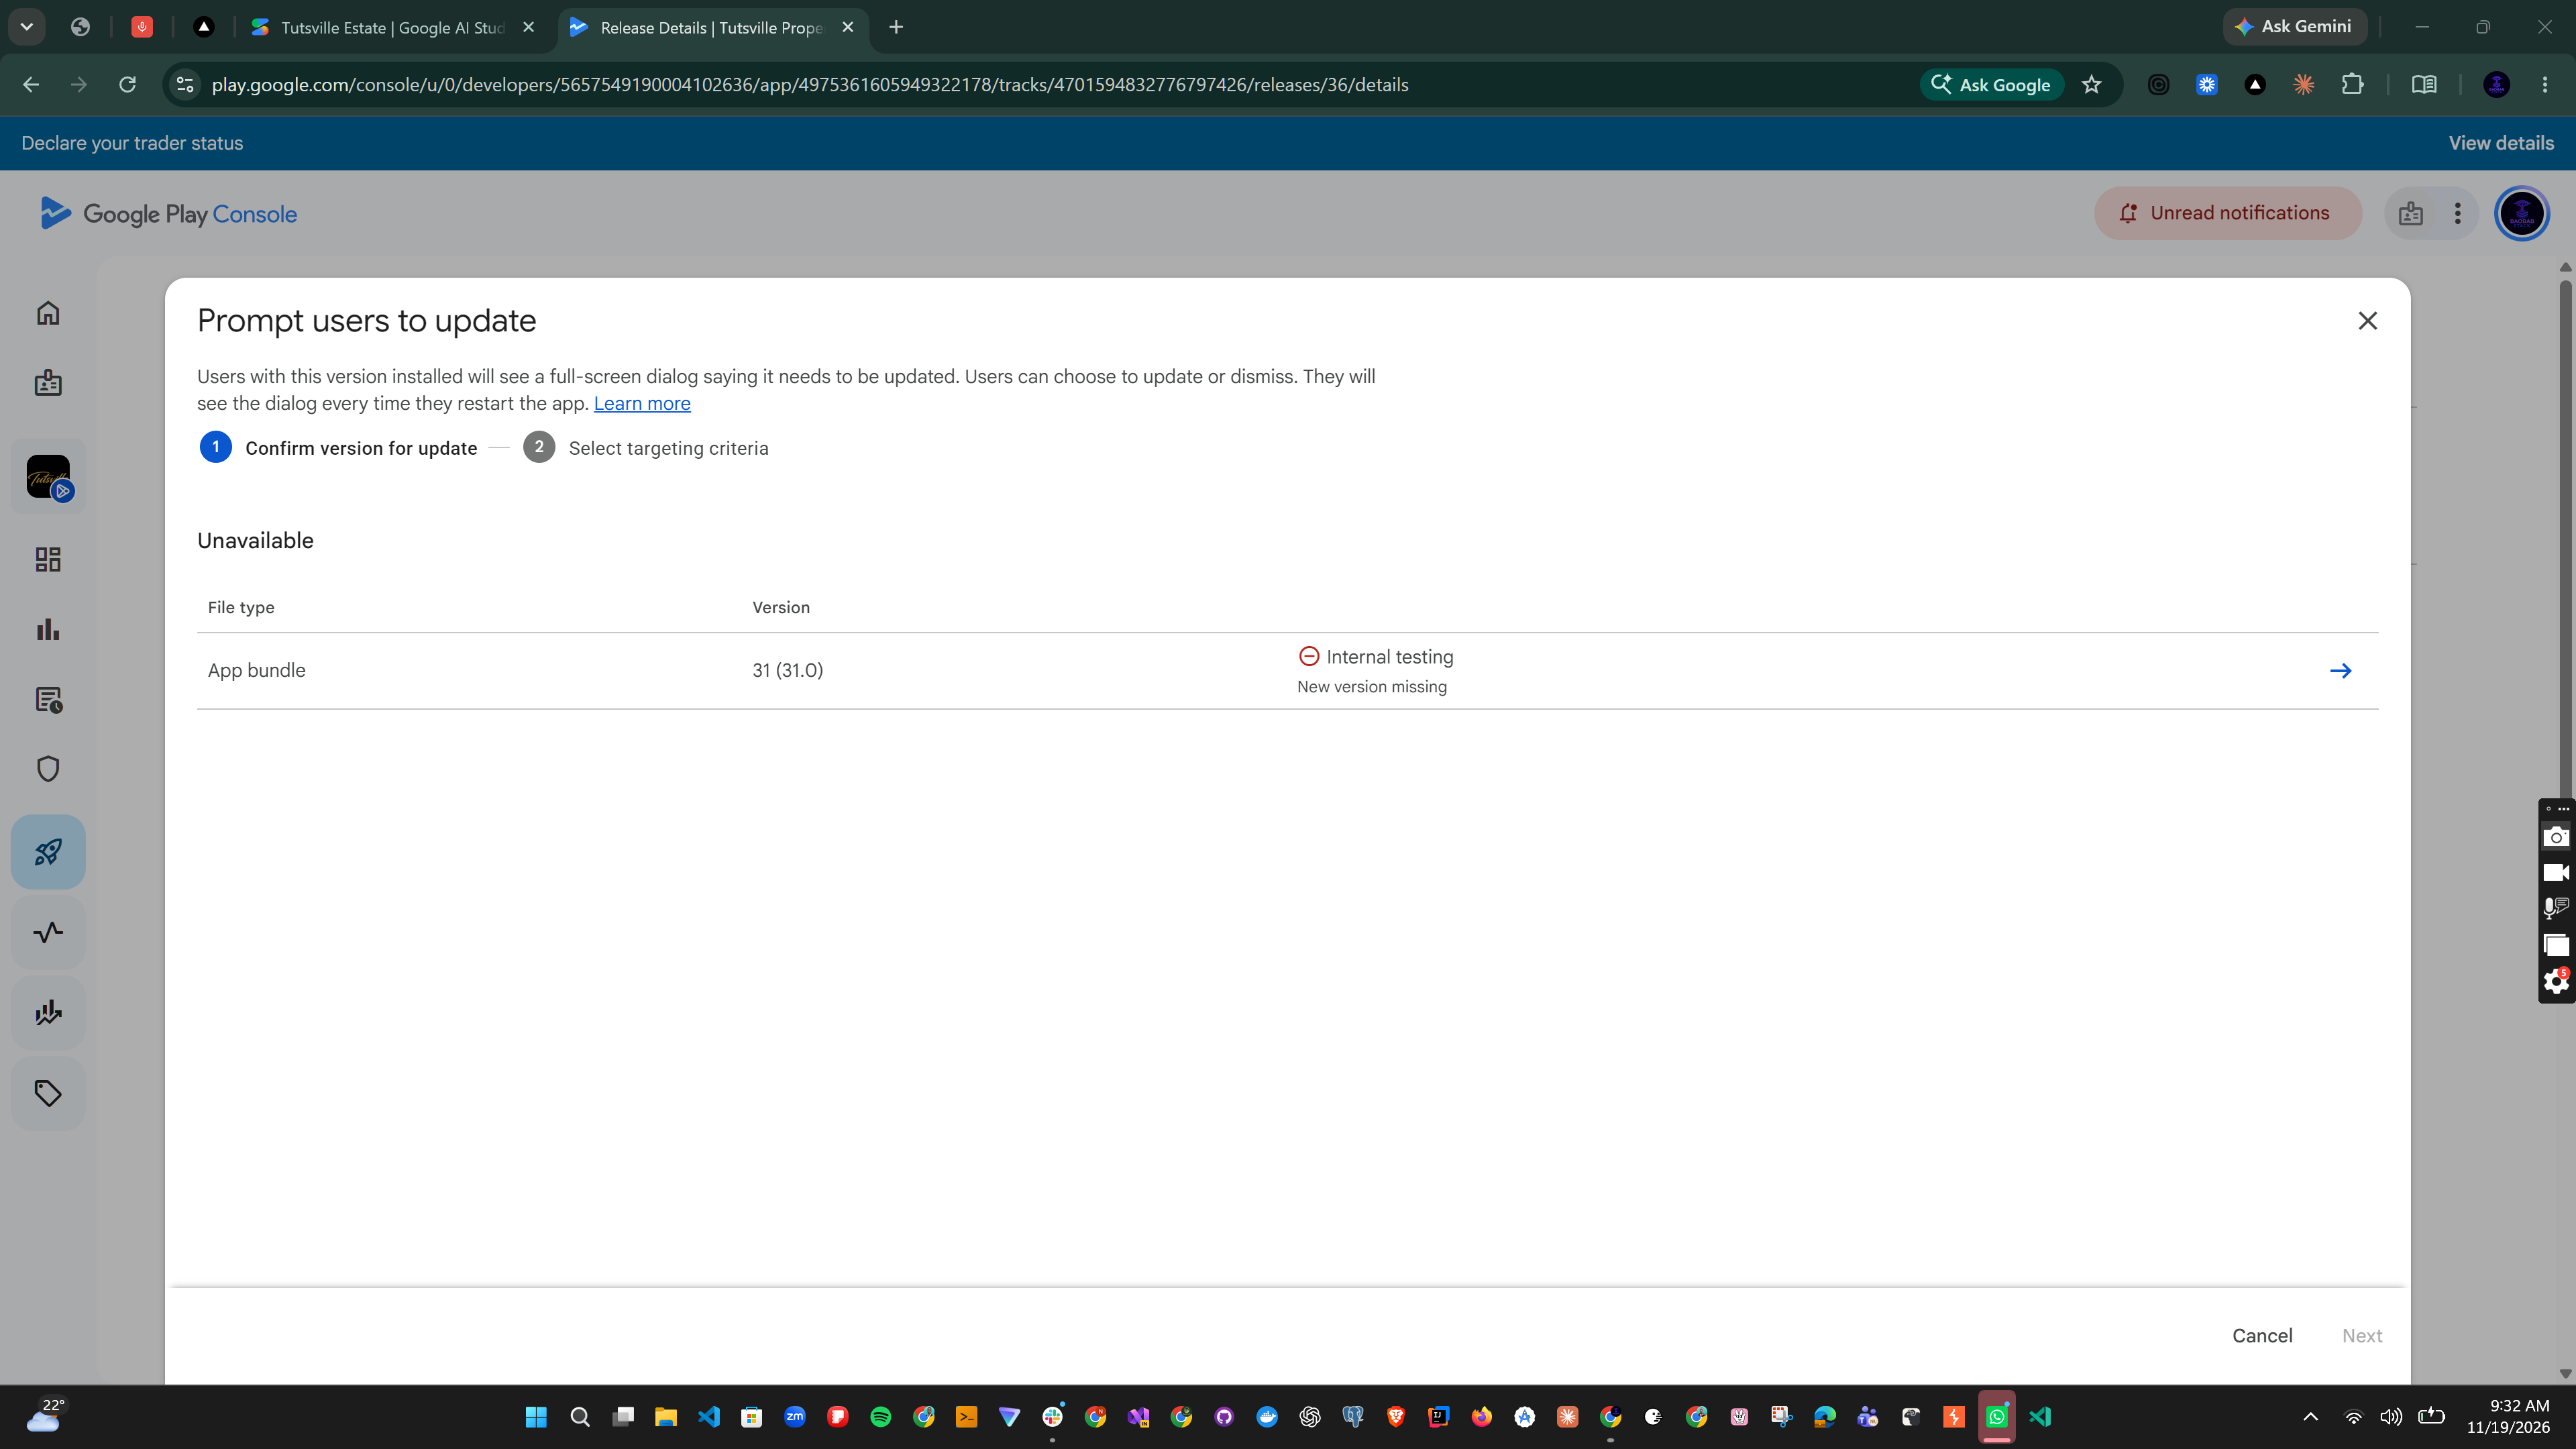 Tutsville Estate | Google AI Stud
Release Details | Tutsville Prope
Ask Gemini
play.google.com/console/u/0/developers/5657549190004102636/app/4975361605949322178/tracks/4701594832776797426/releases/36/details
Ask Google
Declare your trader status
View details
Google Play Console
Unread notifications
Prompt users to update
Users with this version installed will see a full-screen dialog saying it needs to be updated. Users can choose to update or dismiss. They will
see the dialog every time they restart the app. Learn more
1 Confirm version for update
2 Select targeting criteria
Unavailable
File type
Version
App bundle
31 (31.0)
Internal testing
New version missing
Cancel
Next
5
22°
zm
9:32 AM
11/19/2026